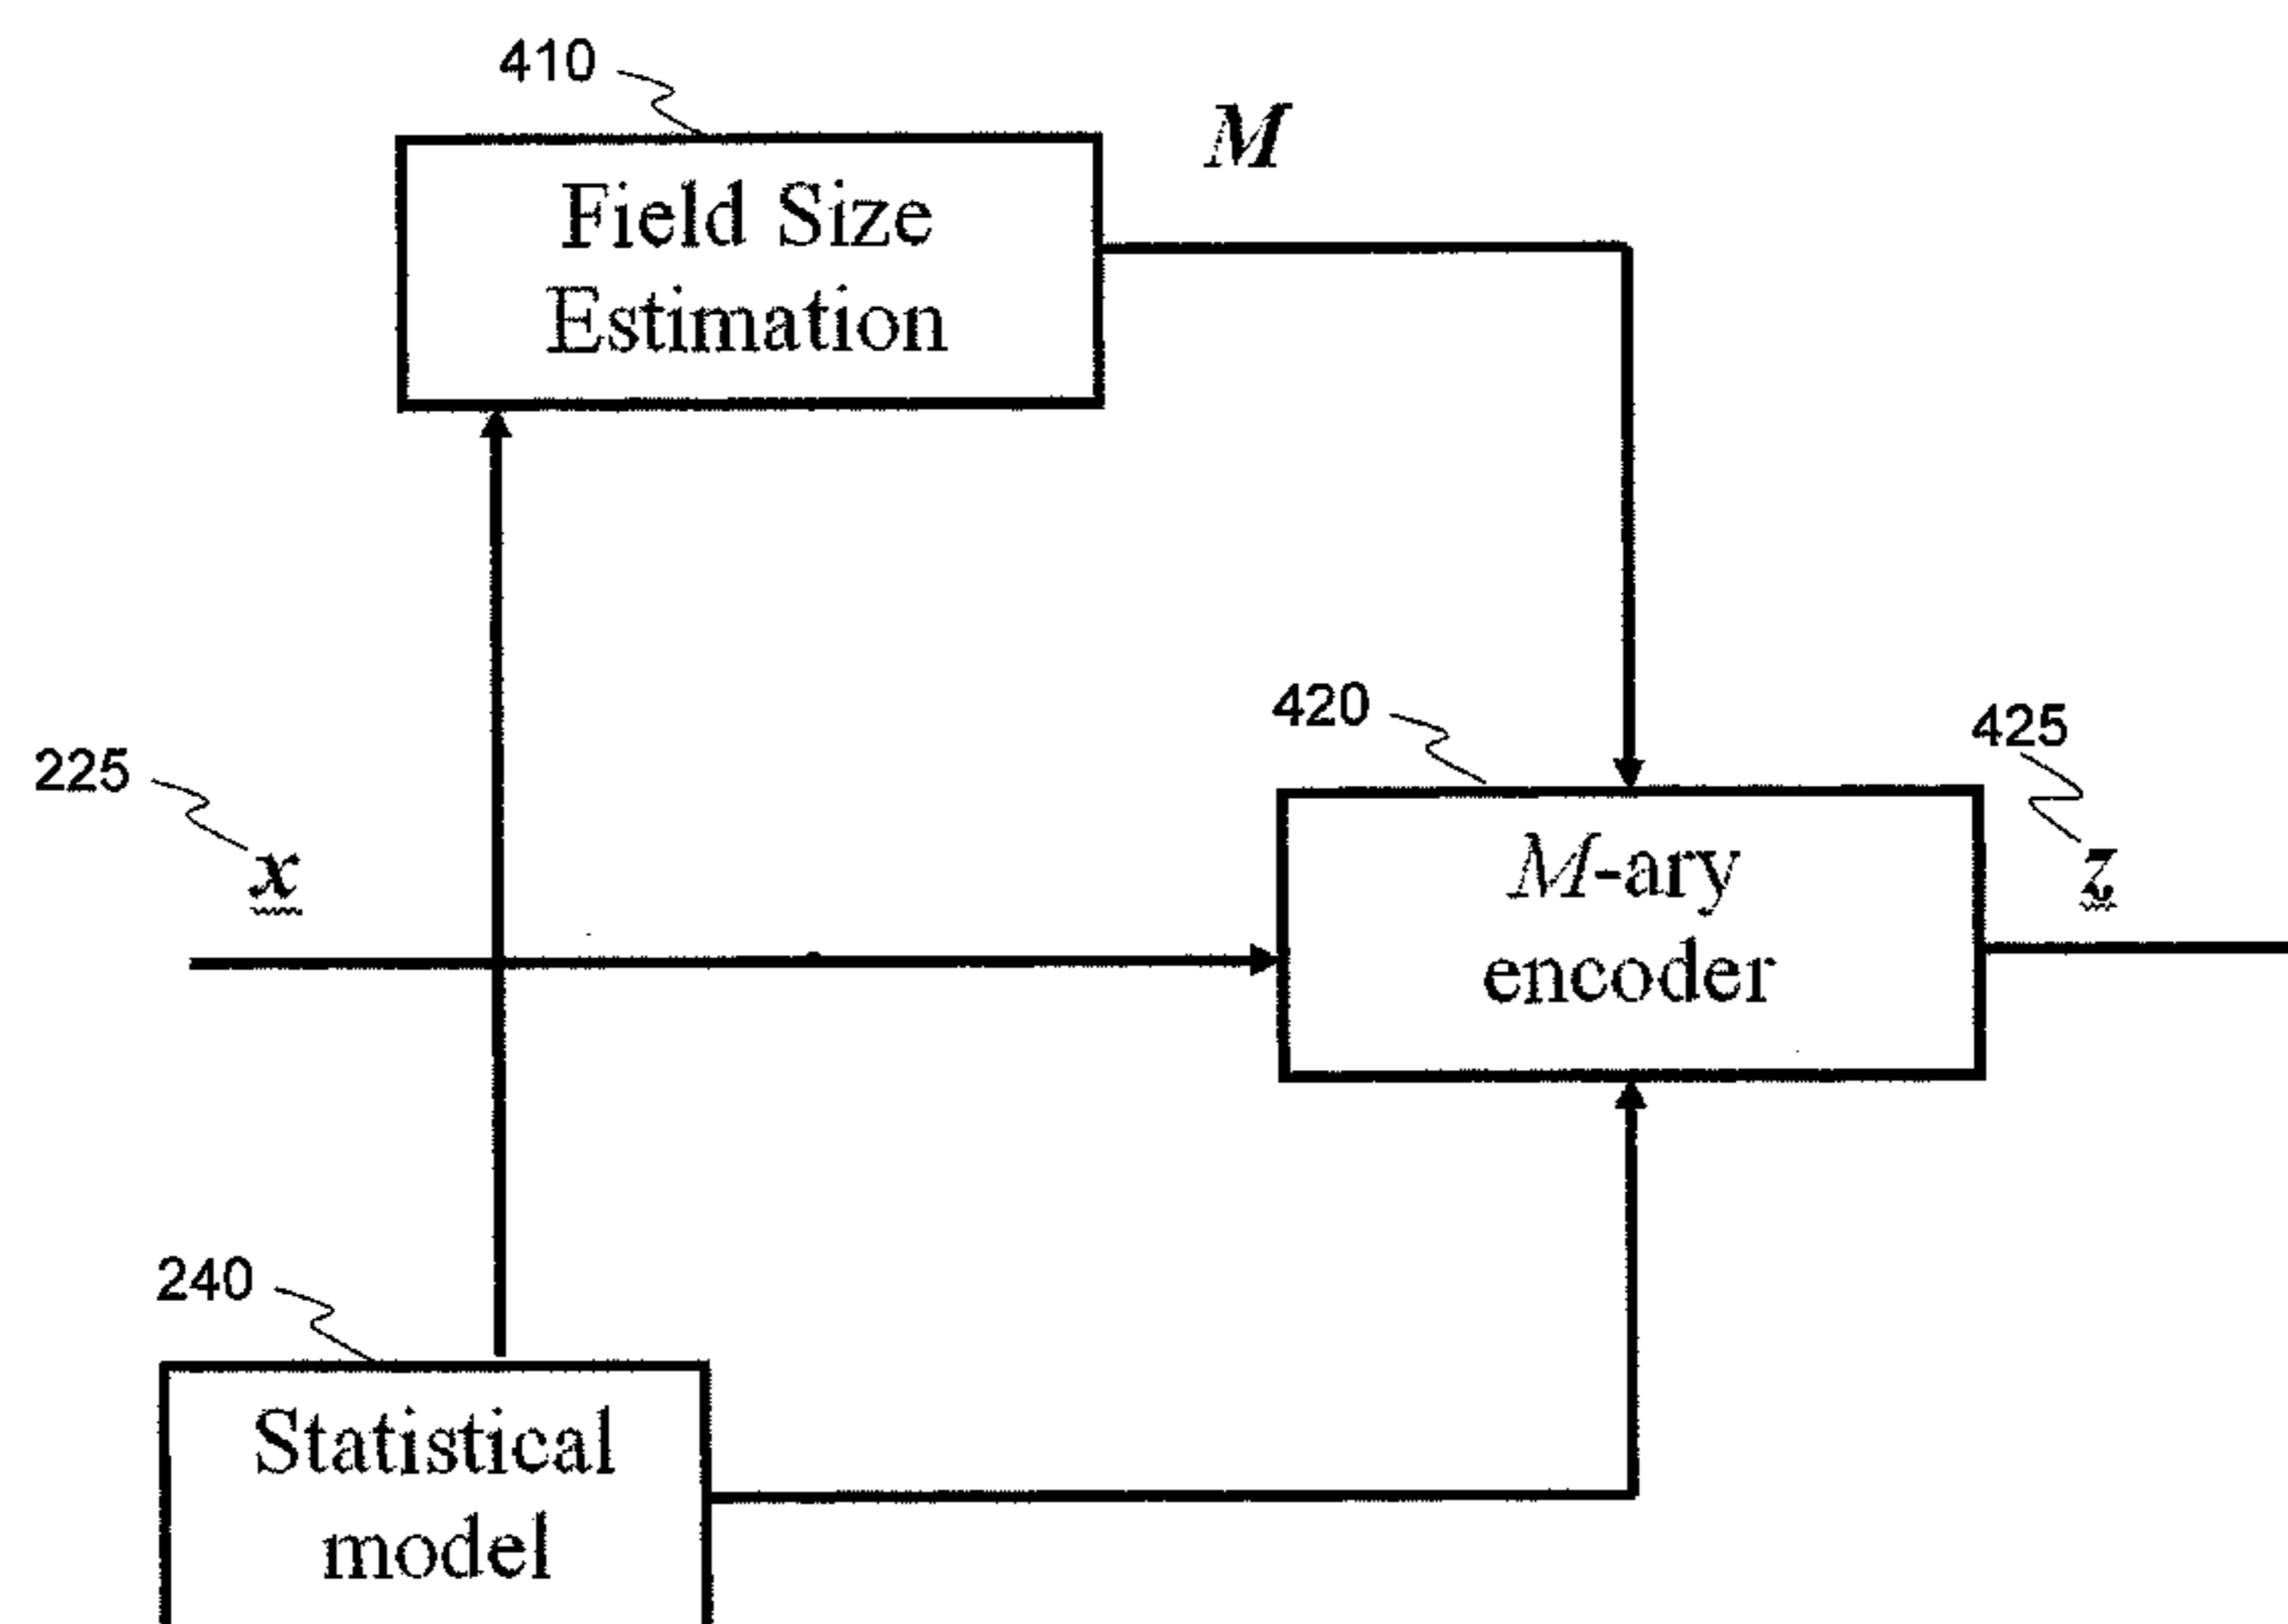 410
M
Field Size
Estimation
420
425
225
x
M-ary
encoder
z
240
Statistical
model